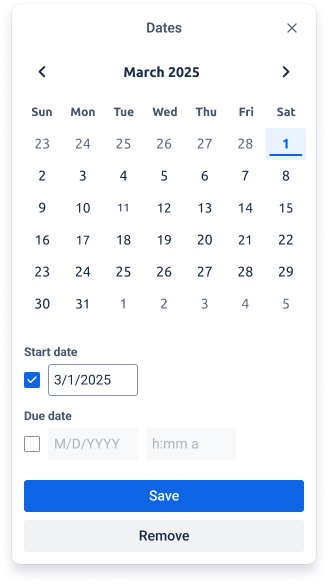 Dates
March 2025
Sun Mon Tue Wed Thu Fri Sat
23 24 25 26 27 28 1
2 3 4 5 6 7 8
9 10 11 12 13 14 15
16 17 18 19 20 21 22
23 24 25 26 27 28 29
30 31 1 2 3 4 5
Start date
3/1/2025
Due date
M/D/YYYY h:mm a
Save
Remove